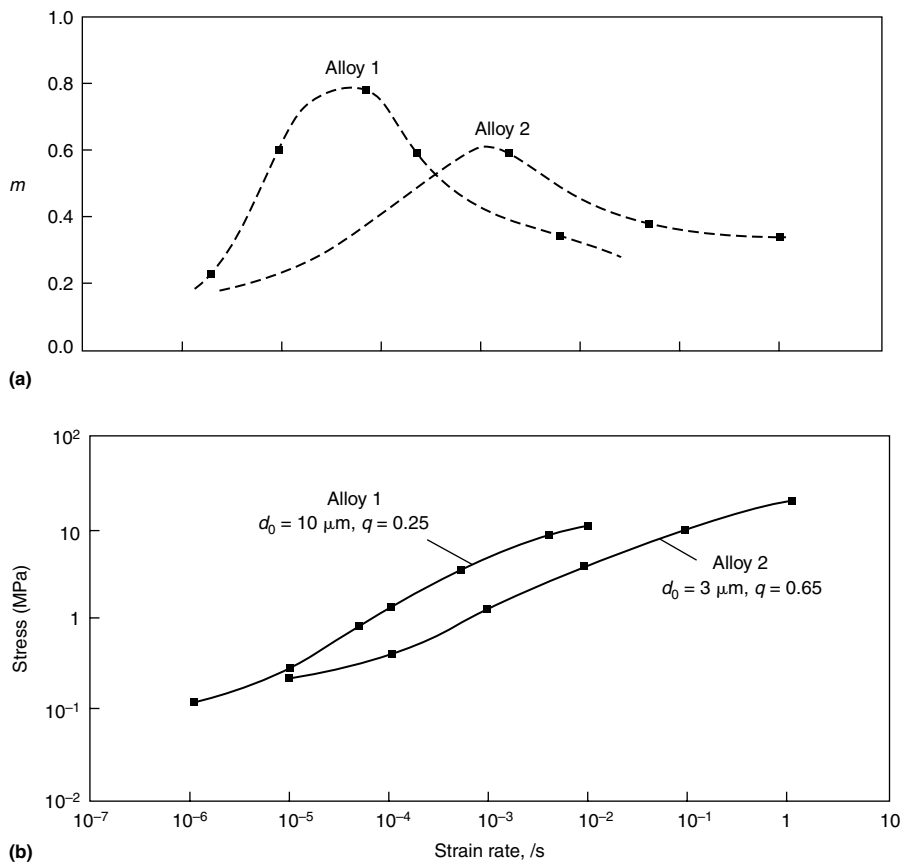 1.0
0.8
0.6
0.4
0.2
0.0
m
Alloy 1
Alloy 2
(a)
10²
10
1
10⁻¹
10⁻²
Stress (MPa)
Alloy 1
d₀ = 10 μm, q = 0.25
Alloy 2
d₀ = 3 μm, q = 0.65
10⁻⁷ 10⁻⁶ 10⁻⁵ 10⁻⁴ 10⁻³ 10⁻² 10⁻¹ 1 10
Strain rate, /s
(b)